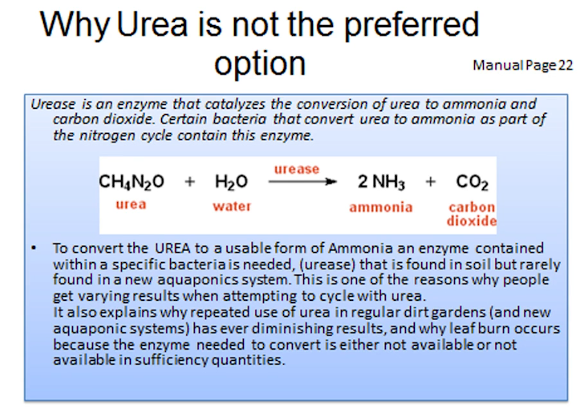 Why Urea is not the preferred
option
Manual Page 22
Urease is an enzyme that catalyzes the conversion of urea to ammonia and
carbon dioxide. Certain bacteria that convert urea to ammonia as part of
the nitrogen cycle contain this enzyme.
CH₄N₂O + H₂O urease → 2 NH₃ + CO₂
urea water ammonia carbon
dioxide
• To convert the UREA to a usable form of Ammonia an enzyme contained
within a specific bacteria is needed, (urease) that is found in soil but rarely
found in a new aquaponics system. This is one of the reasons why people
get varying results when attempting to cycle with urea.
It also explains why repeated use of urea in regular dirt gardens (and new
aquaponic systems) has ever diminishing results, and why leaf burn occurs
because the enzyme needed to convert is either not available or not
available in sufficiency quantities.